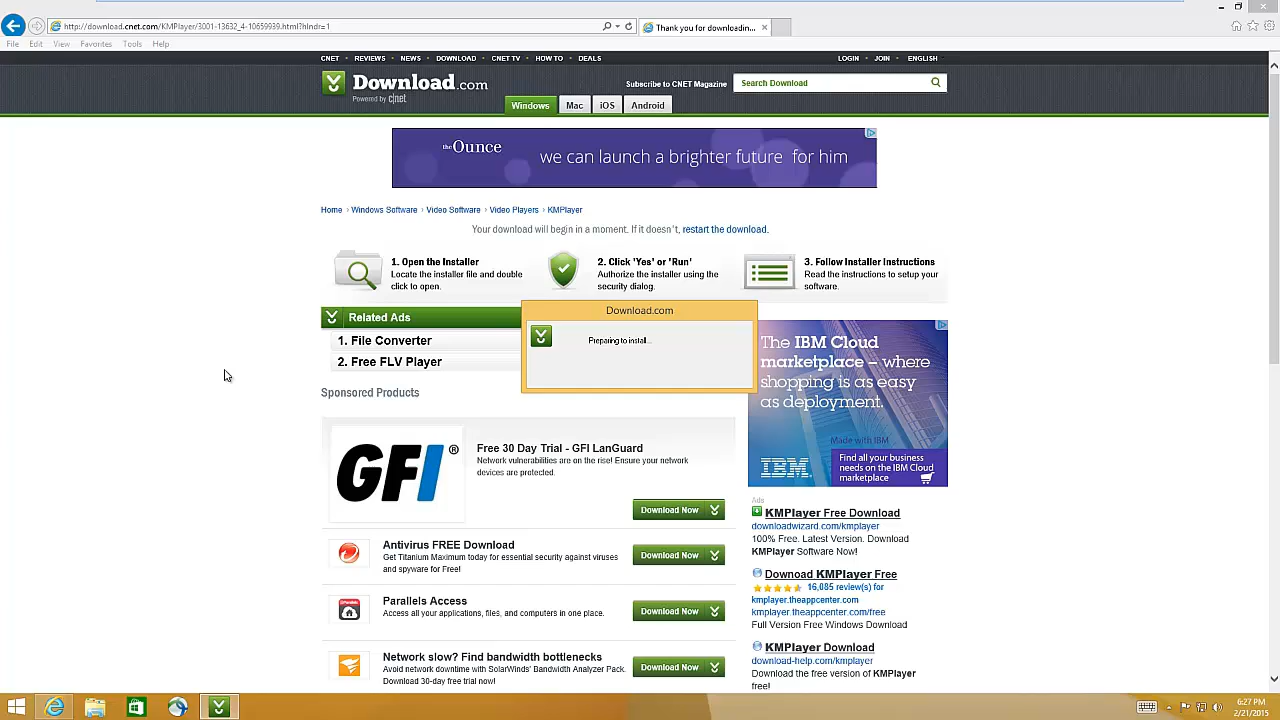 http://download.cnet.com/KMPlayer/3001-13632_4-10659939.html?hlndr=1
Thank you for downloadin...
File Edit View Favorites Tools Help
CNET REVIEWS NEWS DOWNLOAD CNET TV HOW TO DEALS
LOGIN JOIN ENGLISH
Download.com
Powered by c|net
Subscribe to CNET Magazine
Search Download
Windows Mac iOS Android
the Ounce
we can launch a brighter future for him
Home › Windows Software › Video Software › Video Players › KMPlayer
Your download will begin in a moment. If it doesn't, restart the download.
1. Open the Installer
Locate the installer file and double
click to open.
2. Click 'Yes' or 'Run'
Authorize the installer using the
security dialog.
3. Follow Installer Instructions
Read the instructions to setup your
software.
Related Ads
1. File Converter
2. Free FLV Player
Download.com
Preparing to install...
Sponsored Products
GFI®
Free 30 Day Trial - GFI LanGuard
Network vulnerabilities are on the rise! Ensure your network
devices are protected.
Download Now
Antivirus FREE Download
Get Titanium Maximum today for essential security against viruses
and spyware for Free!
Download Now
Parallels Access
Access all your applications, files, and computers in one place.
Download Now
Network slow? Find bandwidth bottlenecks
Avoid network downtime with SolarWinds' Bandwidth Analyzer Pack.
Download 30-day free trial now!
Download Now
The IBM Cloud
marketplace – where
shopping is as easy
as deployment.
Made with IBM
IBM
Find all your business
needs on the IBM Cloud
marketplace
Ads
KMPlayer Free Download
downloadwizard.com/kmplayer
100% Free. Latest Version. Download
KMPlayer Software Now!
Downoad KMPlayer Free
16,085 review(s) for
kmplayer.theappcenter.com
kmplayer.theappcenter.com/free
Full Version Free Windows Download
KMPlayer Download
download-help.com/kmplayer
Download the free version of KMPlayer
free!
6:27 PM
2/21/2015